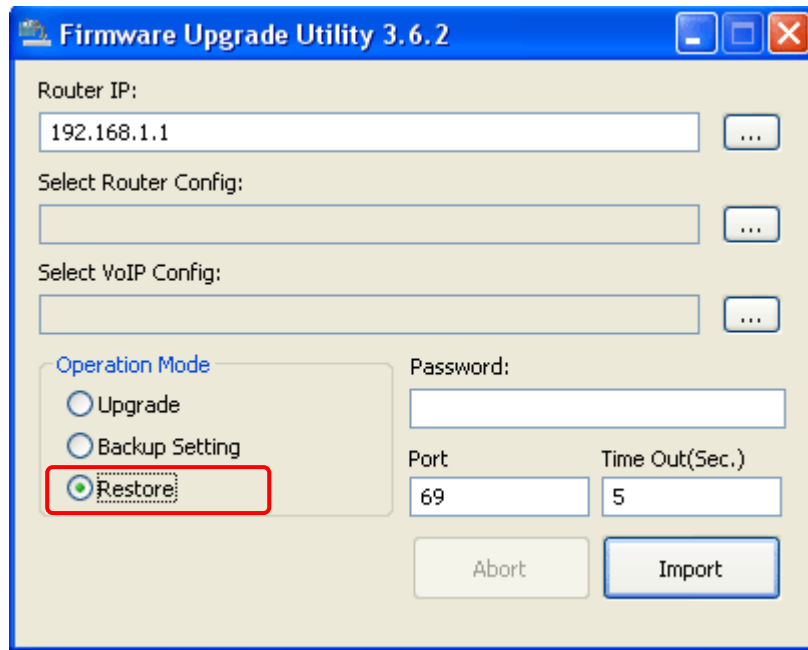 Firmware Upgrade Utility 3.6.2
Router IP:
192.168.1.1
...
Select Router Config:
...
Select VoIP Config:
...
Operation Mode
Upgrade
Backup Setting
Restore
Password:
Port
Time Out(Sec.)
69
5
Abort
Import